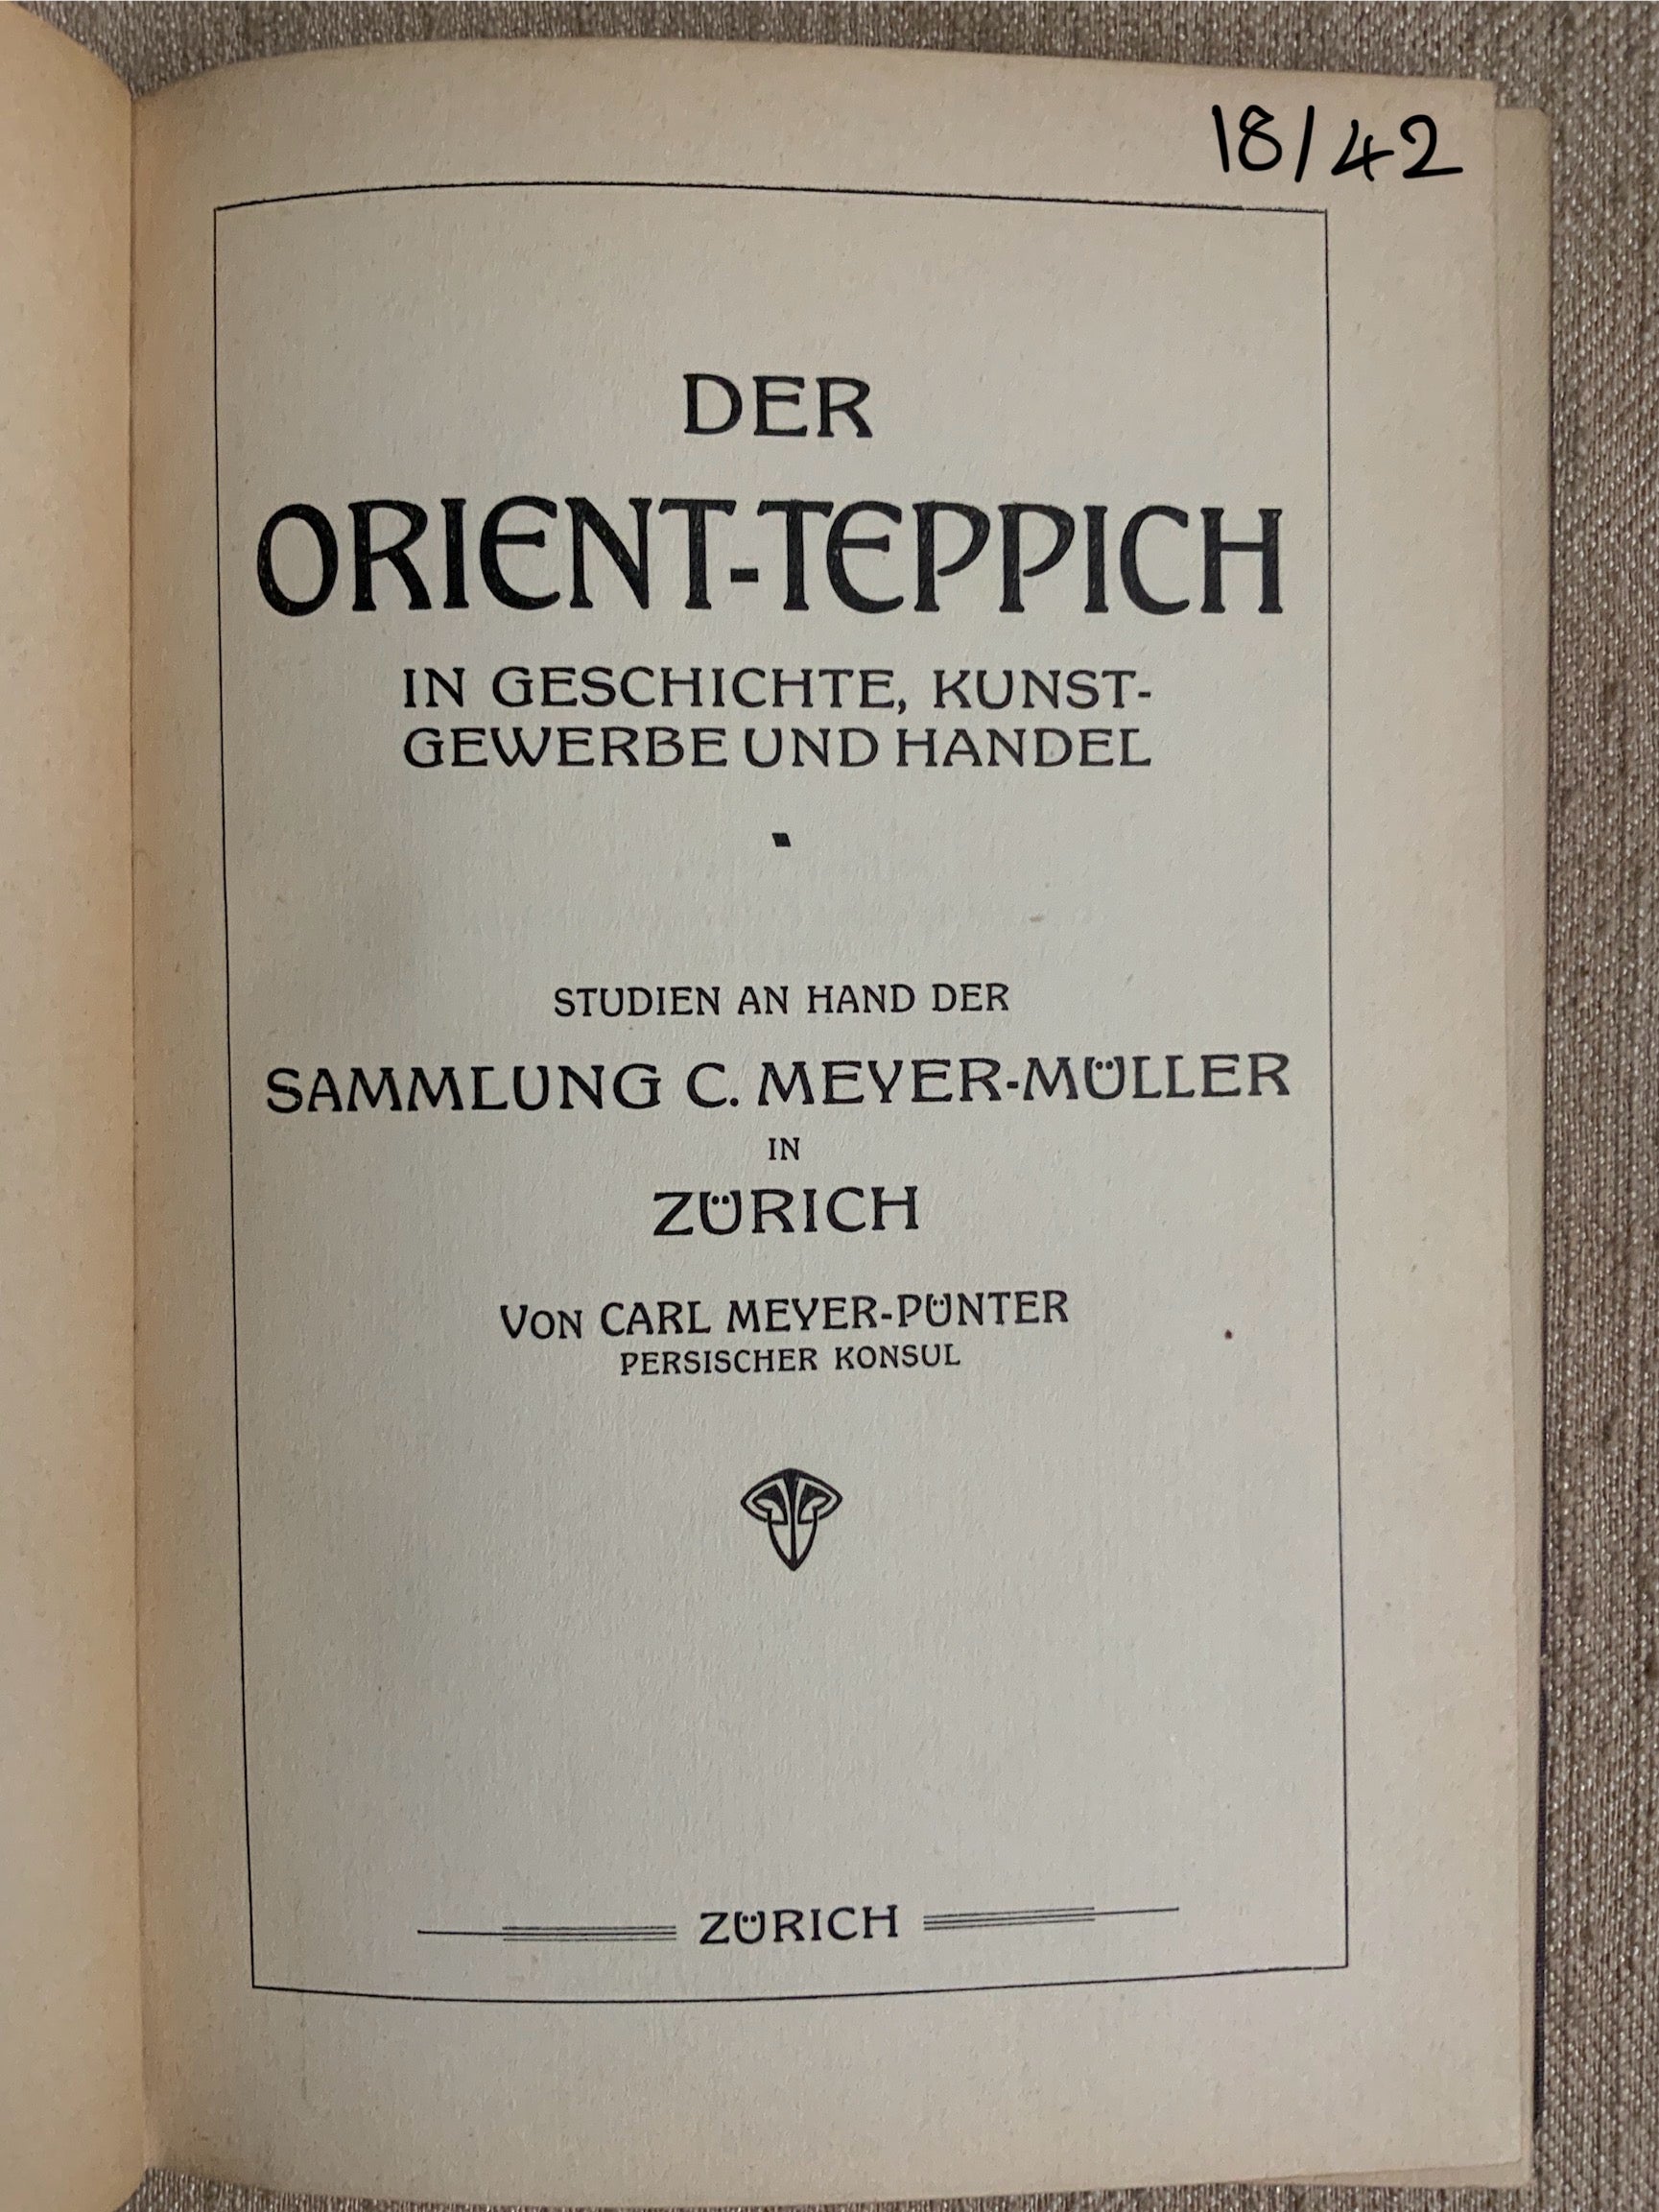 18/42
DER
ORIENT-TEPPICH
IN GESCHICHTE, KUNST-
GEWERBE UND HANDEL
STUDIEN AN HAND DER
SAMMLUNG C. MEYER-MÜLLER
IN
ZÜRICH
VON CARL MEYER-PÜNTER
PERSISCHER KONSUL
ZÜRICH